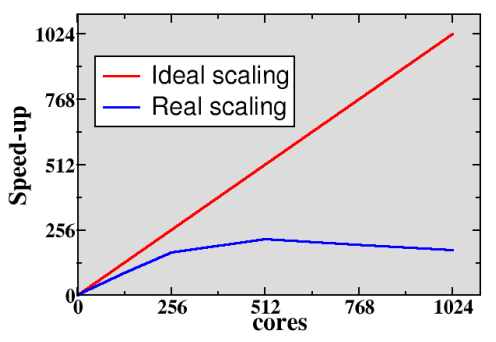 1024
Ideal scaling
Real scaling
768
Speed-up
512
256
0
0 256 512 768 1024
cores